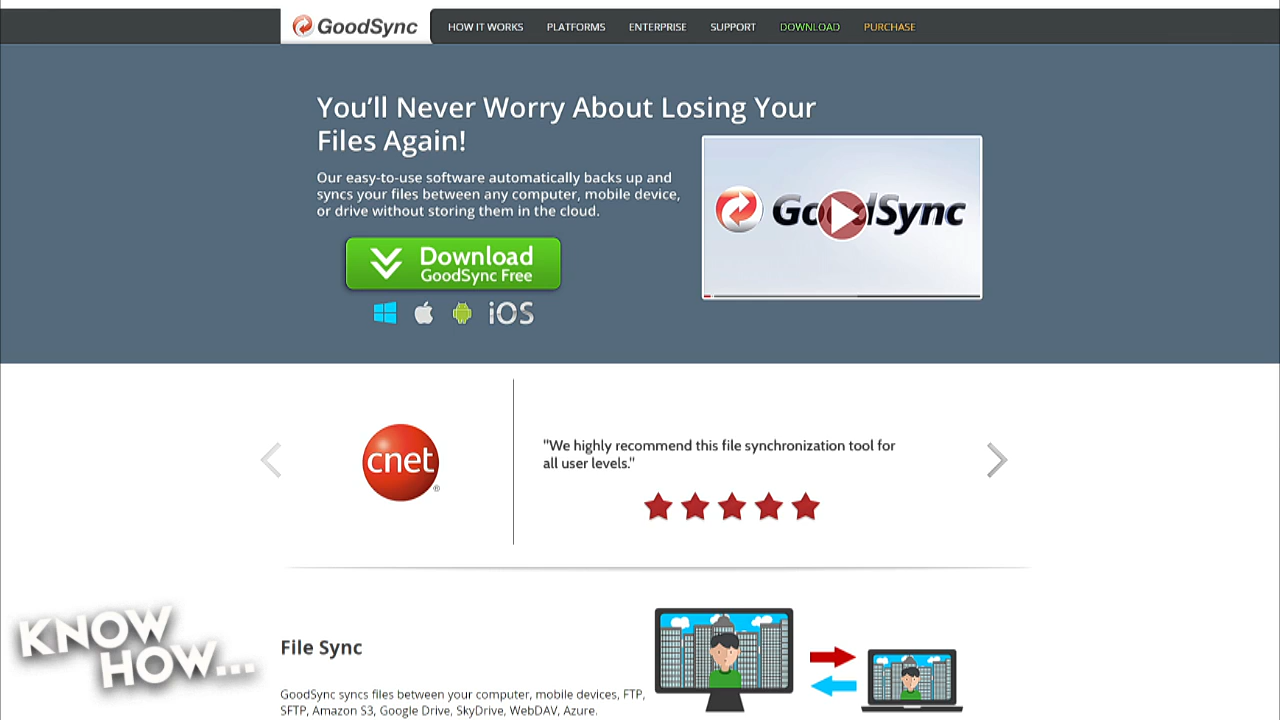 GoodSync
HOW IT WORKS
PLATFORMS
ENTERPRISE
SUPPORT
DOWNLOAD
PURCHASE
You'll Never Worry About Losing Your
Files Again!
Our easy-to-use software automatically backs up and
syncs your files between any computer, mobile device,
or drive without storing them in the cloud.
Download
GoodSync Free
iOS
GoodSync
cnet®
"We highly recommend this file synchronization tool for
all user levels."
KNOW
HOW...
File Sync
GoodSync syncs files between your computer, mobile devices, FTP,
SFTP, Amazon S3, Google Drive, SkyDrive, WebDAV, Azure.